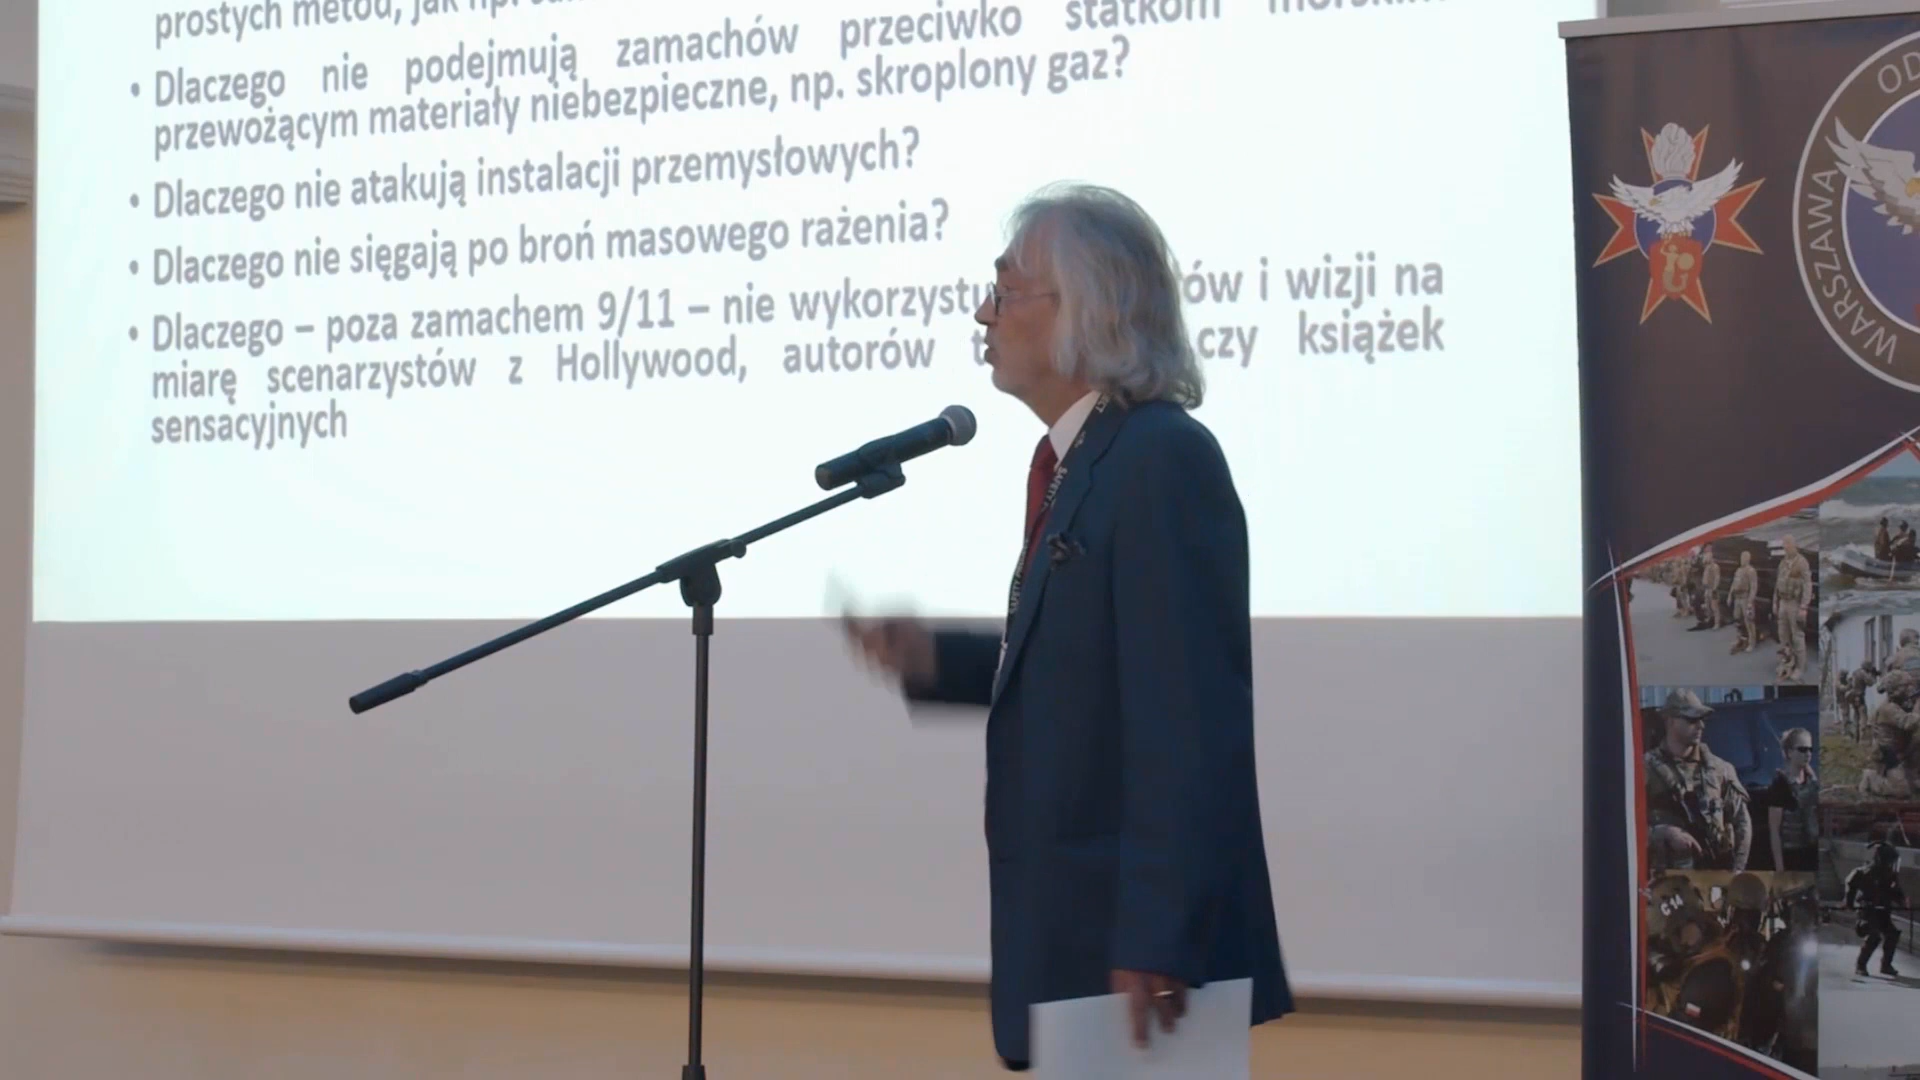 prostych metod, jak np.
• Dlaczego nie podejmują zamachów przeciwko statkom morskim
przewożącym materiały niebezpieczne, np. skroplony gaz?
• Dlaczego nie atakują instalacji przemysłowych?
• Dlaczego nie sięgają po broń masowego rażenia?
• Dlaczego – poza zamachem 9/11 – nie wykorzystu ów i wizji na
miarę scenarzystów z Hollywood, autorów czy książek
sensacyjnych
WARSZAWA
OD